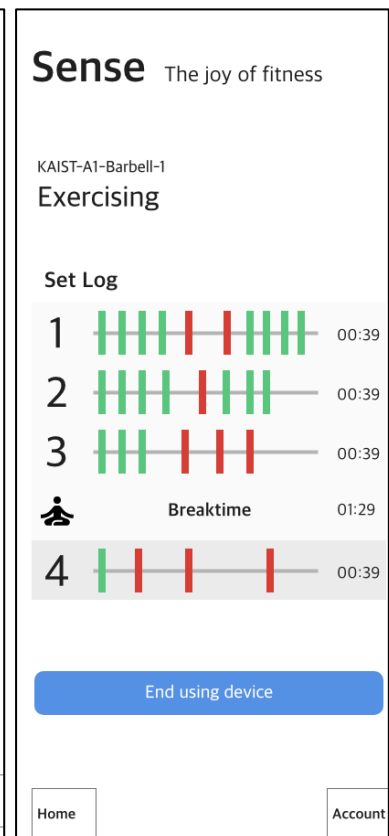 Sense The joy of fitness
KAIST-A1-Barbell-1
Exercising
Set Log
1 00:39
2 00:39
3 00:39
Breaktime 01:29
4 00:39
End using device
Home Account